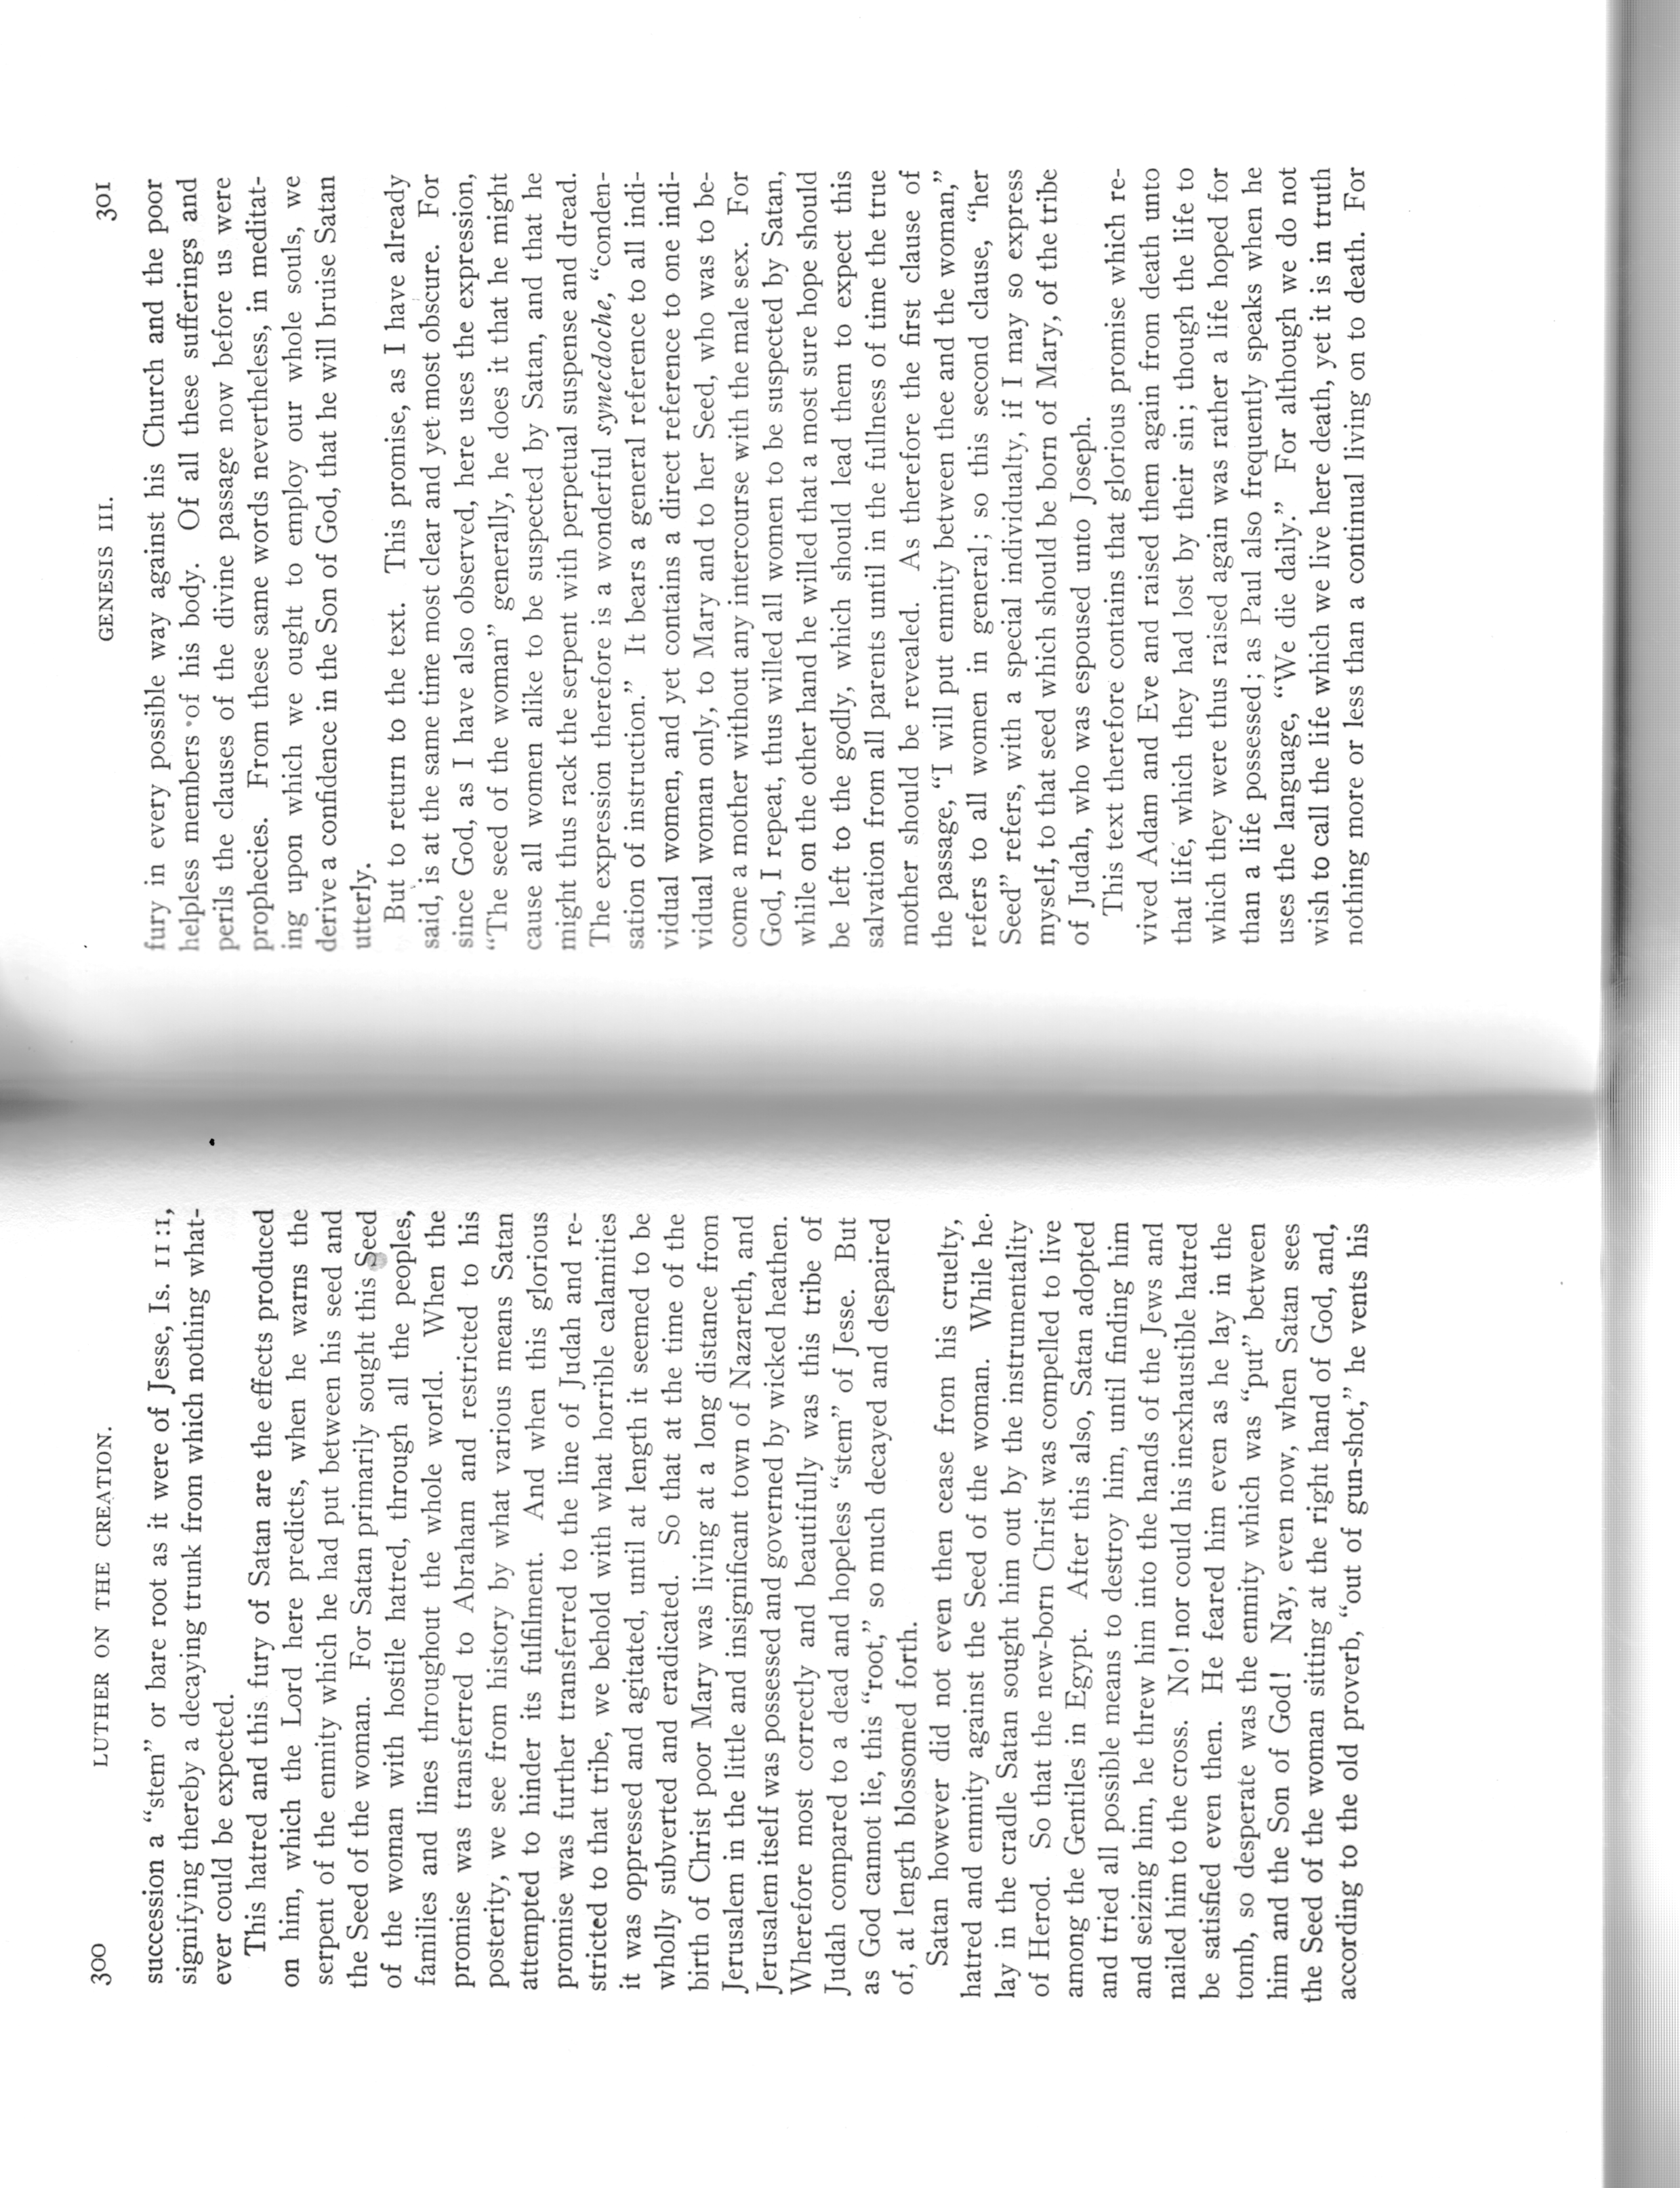 300 LUTHER ON THE CREATION.
succession a “stem” or bare root as it were of Jesse, Is. 11:1,
signifying thereby a decaying trunk from which nothing what-
ever could be expected.
This hatred and this fury of Satan are the effects produced
on him, which the Lord here predicts, when he warns the
serpent of the enmity which he had put between his seed and
the Seed of the woman. For Satan primarily sought this Seed
of the woman with hostile hatred, through all the peoples,
families and lines throughout the whole world. When the
promise was transferred to Abraham and restricted to his
posterity, we see from history by what various means Satan
attempted to hinder its fulfilment. And when this glorious
promise was further transferred to the line of Judah and re-
stricted to that tribe, we behold with what horrible calamities
it was oppressed and agitated, until at length it seemed to be
wholly subverted and eradicated. So that at the time of the
birth of Christ poor Mary was living at a long distance from
Jerusalem in the little and insignificant town of Nazareth, and
Jerusalem itself was possessed and governed by wicked heathen.
Wherefore most correctly and beautifully was this tribe of
Judah compared to a dead and hopeless “stem” of Jesse. But
as God cannot lie, this “root,” so much decayed and despaired
of, at length blossomed forth.
Satan however did not even then cease from his cruelty,
hatred and enmity against the Seed of the woman. While he.
lay in the cradle Satan sought him out by the instrumentality
of Herod. So that the new-born Christ was compelled to live
among the Gentiles in Egypt. After this also, Satan adopted
and tried all possible means to destroy him, until finding him
and seizing him, he threw him into the hands of the Jews and
nailed him to the cross. No! nor could his inexhaustible hatred
be satisfied even then. He feared him even as he lay in the
tomb, so desperate was the enmity which was “put” between
him and the Son of God! Nay, even now, when Satan sees
the Seed of the woman sitting at the right hand of God, and,
according to the old proverb, “out of gun-shot,” he vents his
GENESIS III. 301
fury in every possible way against his Church and the poor
helpless members of his body. Of all these sufferings and
perils the clauses of the divine passage now before us were
prophecies. From these same words nevertheless, in meditat-
ing upon which we ought to employ our whole souls, we
derive a confidence in the Son of God, that he will bruise Satan
utterly.
But to return to the text. This promise, as I have already
said, is at the same time most clear and yet most obscure. For
since God, as I have also observed, here uses the expression,
“The seed of the woman” generally, he does it that he might
cause all women alike to be suspected by Satan, and that he
might thus rack the serpent with perpetual suspense and dread.
The expression therefore is a wonderful synecdoche, “conden-
sation of instruction.” It bears a general reference to all indi-
vidual women, and yet contains a direct reference to one indi-
vidual woman only, to Mary and to her Seed, who was to be-
come a mother without any intercourse with the male sex. For
God, I repeat, thus willed all women to be suspected by Satan,
while on the other hand he willed that a most sure hope should
be left to the godly, which should lead them to expect this
salvation from all parents until in the fullness of time the true
mother should be revealed. As therefore the first clause of
the passage, “I will put enmity between thee and the woman,”
refers to all women in general; so this second clause, “her
Seed” refers, with a special individualty, if I may so express
myself, to that seed which should be born of Mary, of the tribe
of Judah, who was espoused unto Joseph.
This text therefore contains that glorious promise which re-
vived Adam and Eve and raised them again from death unto
that life, which they had lost by their sin; though the life to
which they were thus raised again was rather a life hoped for
than a life possessed; as Paul also frequently speaks when he
uses the language, “We die daily.” For although we do not
wish to call the life which we live here death, yet it is in truth
nothing more or less than a continual living on to death. For